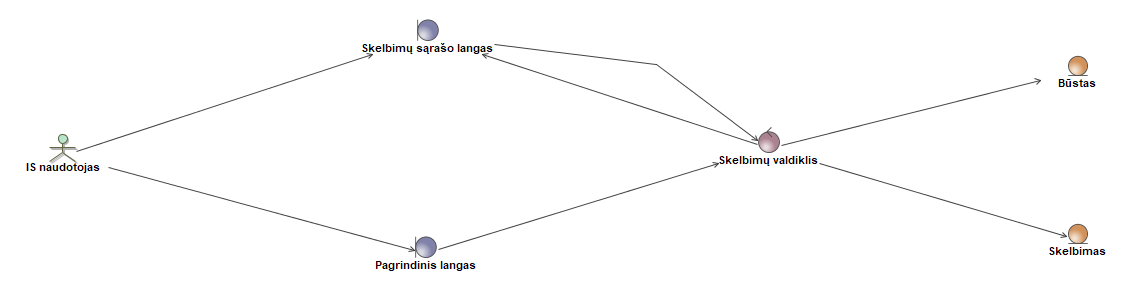 Skelbimų sąrašo langas
Būstas
IS naudotojas
Skelbimų valdiklis
Pagrindinis langas
Skelbimas